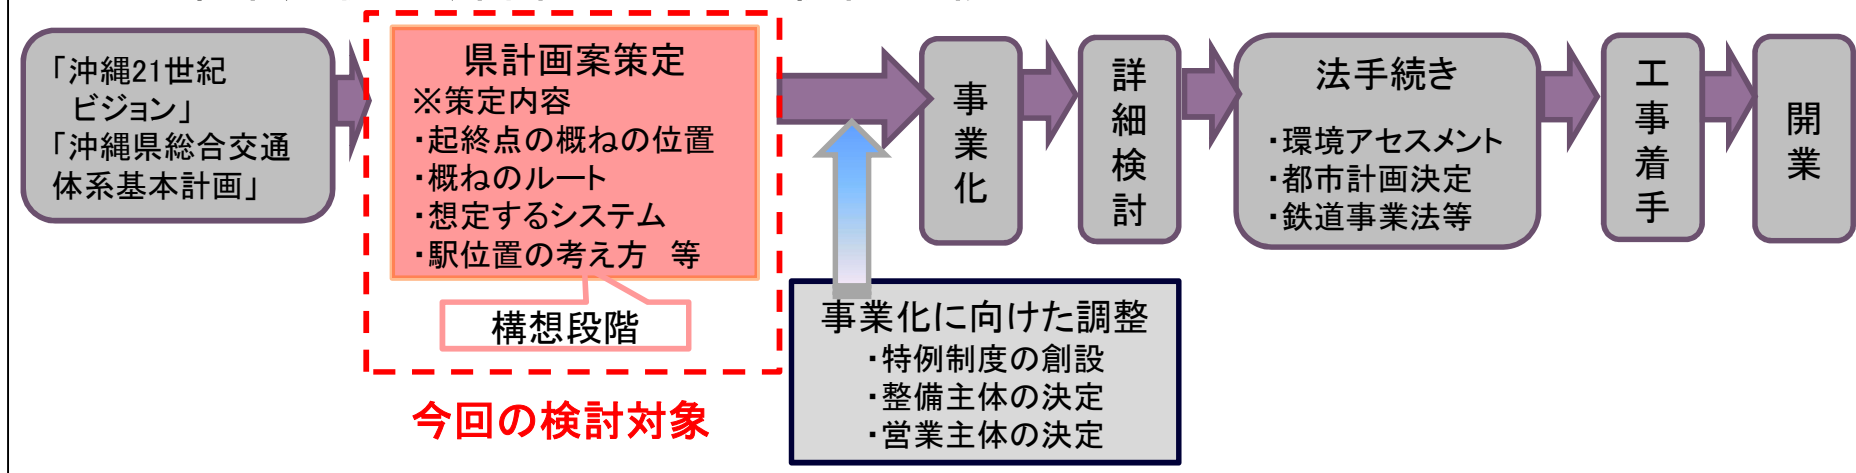 「沖縄21世紀
ビジョン」
「沖縄県総合交通
体系基本計画」
県計画案策定
※策定内容
・起終点の概ねの位置
・概ねのルート
・想定するシステム
・駅位置の考え方　等
構想段階
今回の検討対象
事業化に向けた調整
・特例制度の創設
・整備主体の決定
・営業主体の決定
事業化
詳細検討
法手続き
・環境アセスメント
・都市計画決定
・鉄道事業法等
工事着手
開業